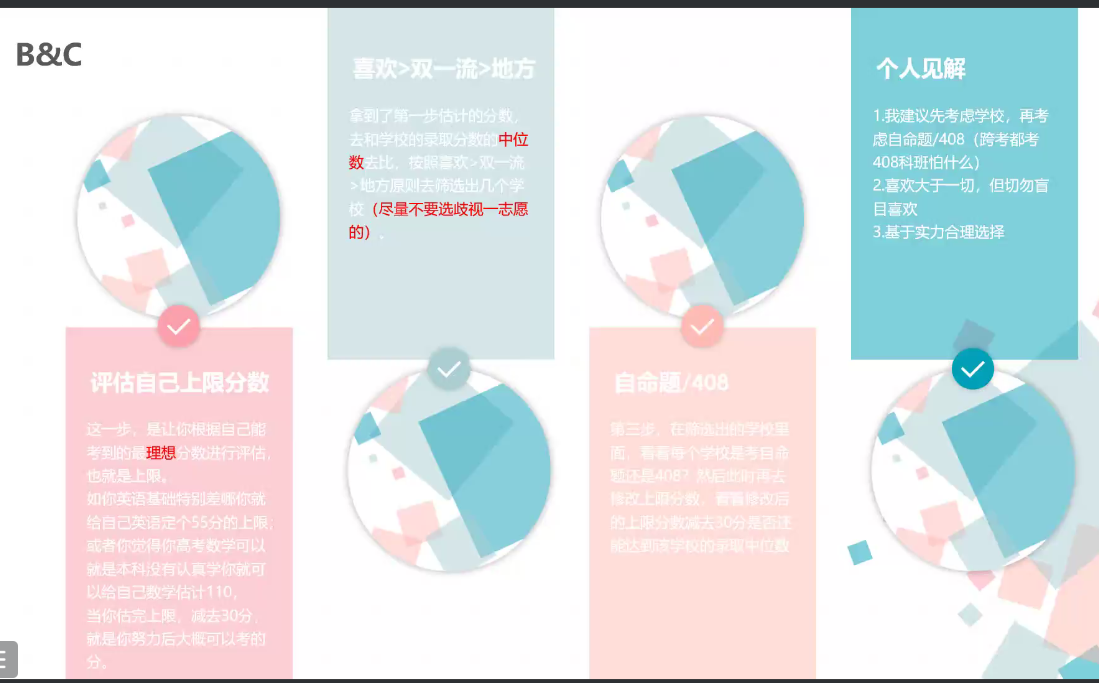 B&C
评估自己上限分数
这一步，是让你根据自己能
考到的最理想分数进行评估，
也就是上限。
如你英语基础特别差哪你就
给自己英语定个55分的上限，
或者你觉得你高考数学可以
就是本科没有认真学你就可
以给自己数学估计110，
当你估完上限，减去30分，
就是你努力后大概可以考的
分。
喜欢>双一流>地方
拿到了第一步估计的分数，
去和学校的录取分数的中位
数去比，按照喜欢>双一流
>地方原则去筛选出几个学
校（尽量不要选歧视一志愿
的）。
自命题/408
第三步，在筛选出的学校里
面，看看每个学校是考自命
题还是408？然后此时再去
修改上限分数，看看修改后
的上限分数减去30分是否还
能达到该学校的录取中位数
个人见解
1.我建议先考虑学校，再考
虑自命题/408（跨考都考
408科班怕什么）
2.喜欢大于一切，但切勿盲
目喜欢
3.基于实力合理选择